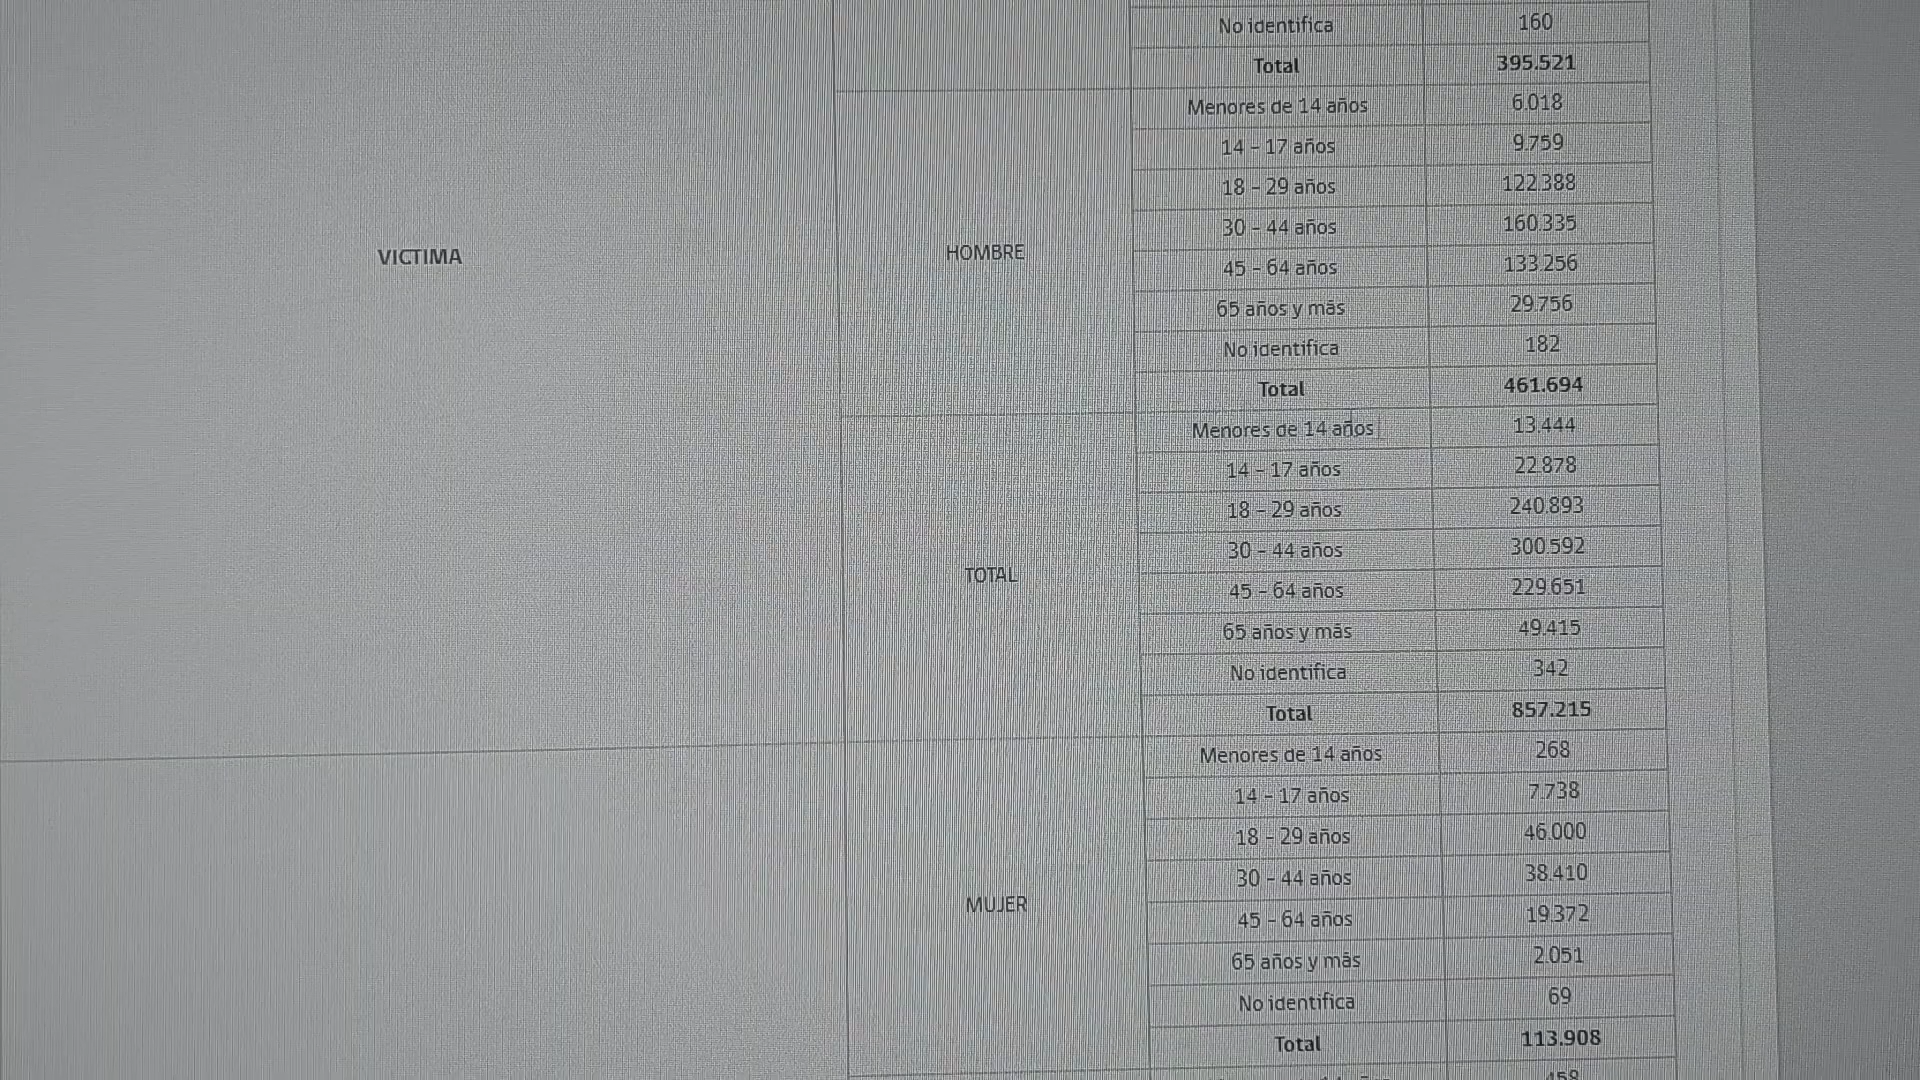 No identifica 160
Total 395.521
VICTIMA
HOMBRE
Menores de 14 años 6.018
14 – 17 años 9.759
18 – 29 años 122.388
30 – 44 años 160.335
45 – 64 años 133.256
65 años y más 29.756
No identifica 182
Total 461.694
TOTAL
Menores de 14 años 13.444
14 – 17 años 22.878
18 – 29 años 240.893
30 – 44 años 300.592
45 – 64 años 229.651
65 años y más 49.415
No identifica 342
Total 857.215
MUJER
Menores de 14 años 268
14 – 17 años 7.738
18 – 29 años 46.000
30 – 44 años 38.410
45 – 64 años 19.372
65 años y más 2.051
No identifica 69
Total 113.908